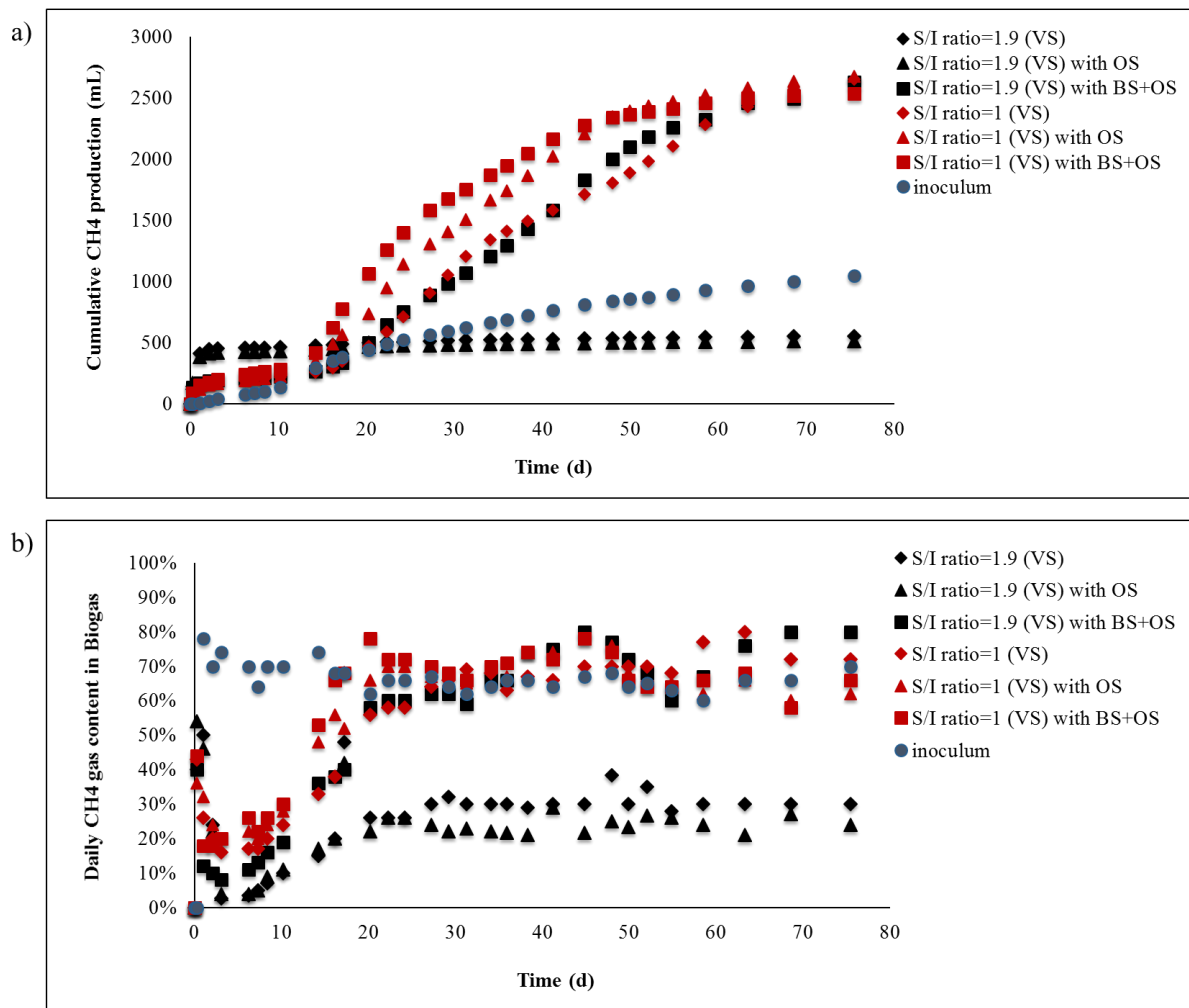 a)
Cumulative CH4 production (mL)
3000
2500
2000
1500
1000
500
0
0 10 20 30 40 50 60 70 80
Time (d)
S/I ratio=1.9 (VS)
S/I ratio=1.9 (VS) with OS
S/I ratio=1.9 (VS) with BS+OS
S/I ratio=1 (VS)
S/I ratio=1 (VS) with OS
S/I ratio=1 (VS) with BS+OS
inoculum
b)
Daily CH4 gas content in Biogas
100%
90%
80%
70%
60%
50%
40%
30%
20%
10%
0%
0 10 20 30 40 50 60 70 80
Time (d)
S/I ratio=1.9 (VS)
S/I ratio=1.9 (VS) with OS
S/I ratio=1.9 (VS) with BS+OS
S/I ratio=1 (VS)
S/I ratio=1 (VS) with OS
S/I ratio=1 (VS) with BS+OS
inoculum